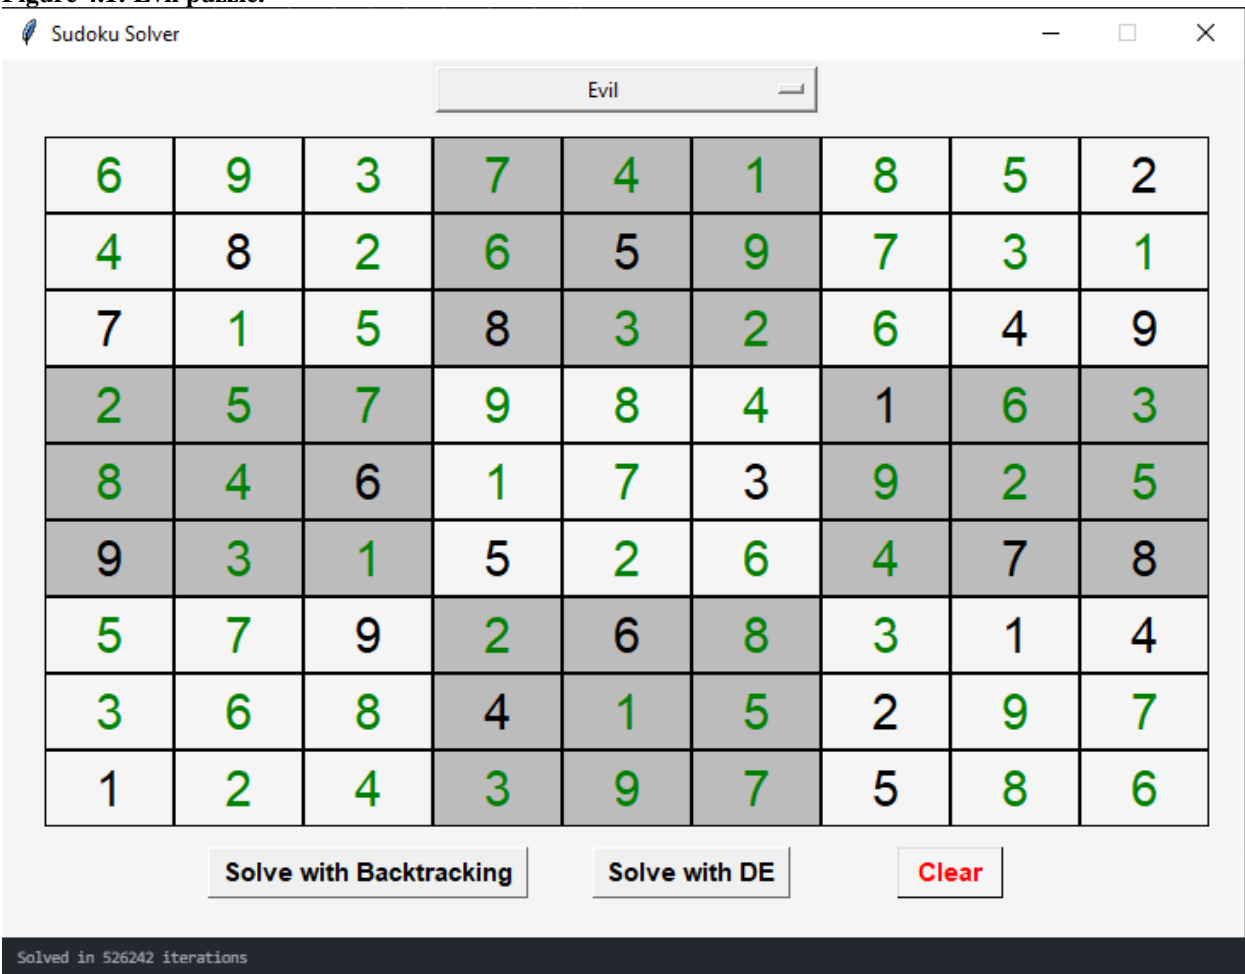 Figure 4.1: Evil puzzle.
Sudoku Solver
Evil
6 9 3 7 4 1 8 5 2
4 8 2 6 5 9 7 3 1
7 1 5 8 3 2 6 4 9
2 5 7 9 8 4 1 6 3
8 4 6 1 7 3 9 2 5
9 3 1 5 2 6 4 7 8
5 7 9 2 6 8 3 1 4
3 6 8 4 1 5 2 9 7
1 2 4 3 9 7 5 8 6
Solve with Backtracking Solve with DE Clear
Solved in 526242 iterations